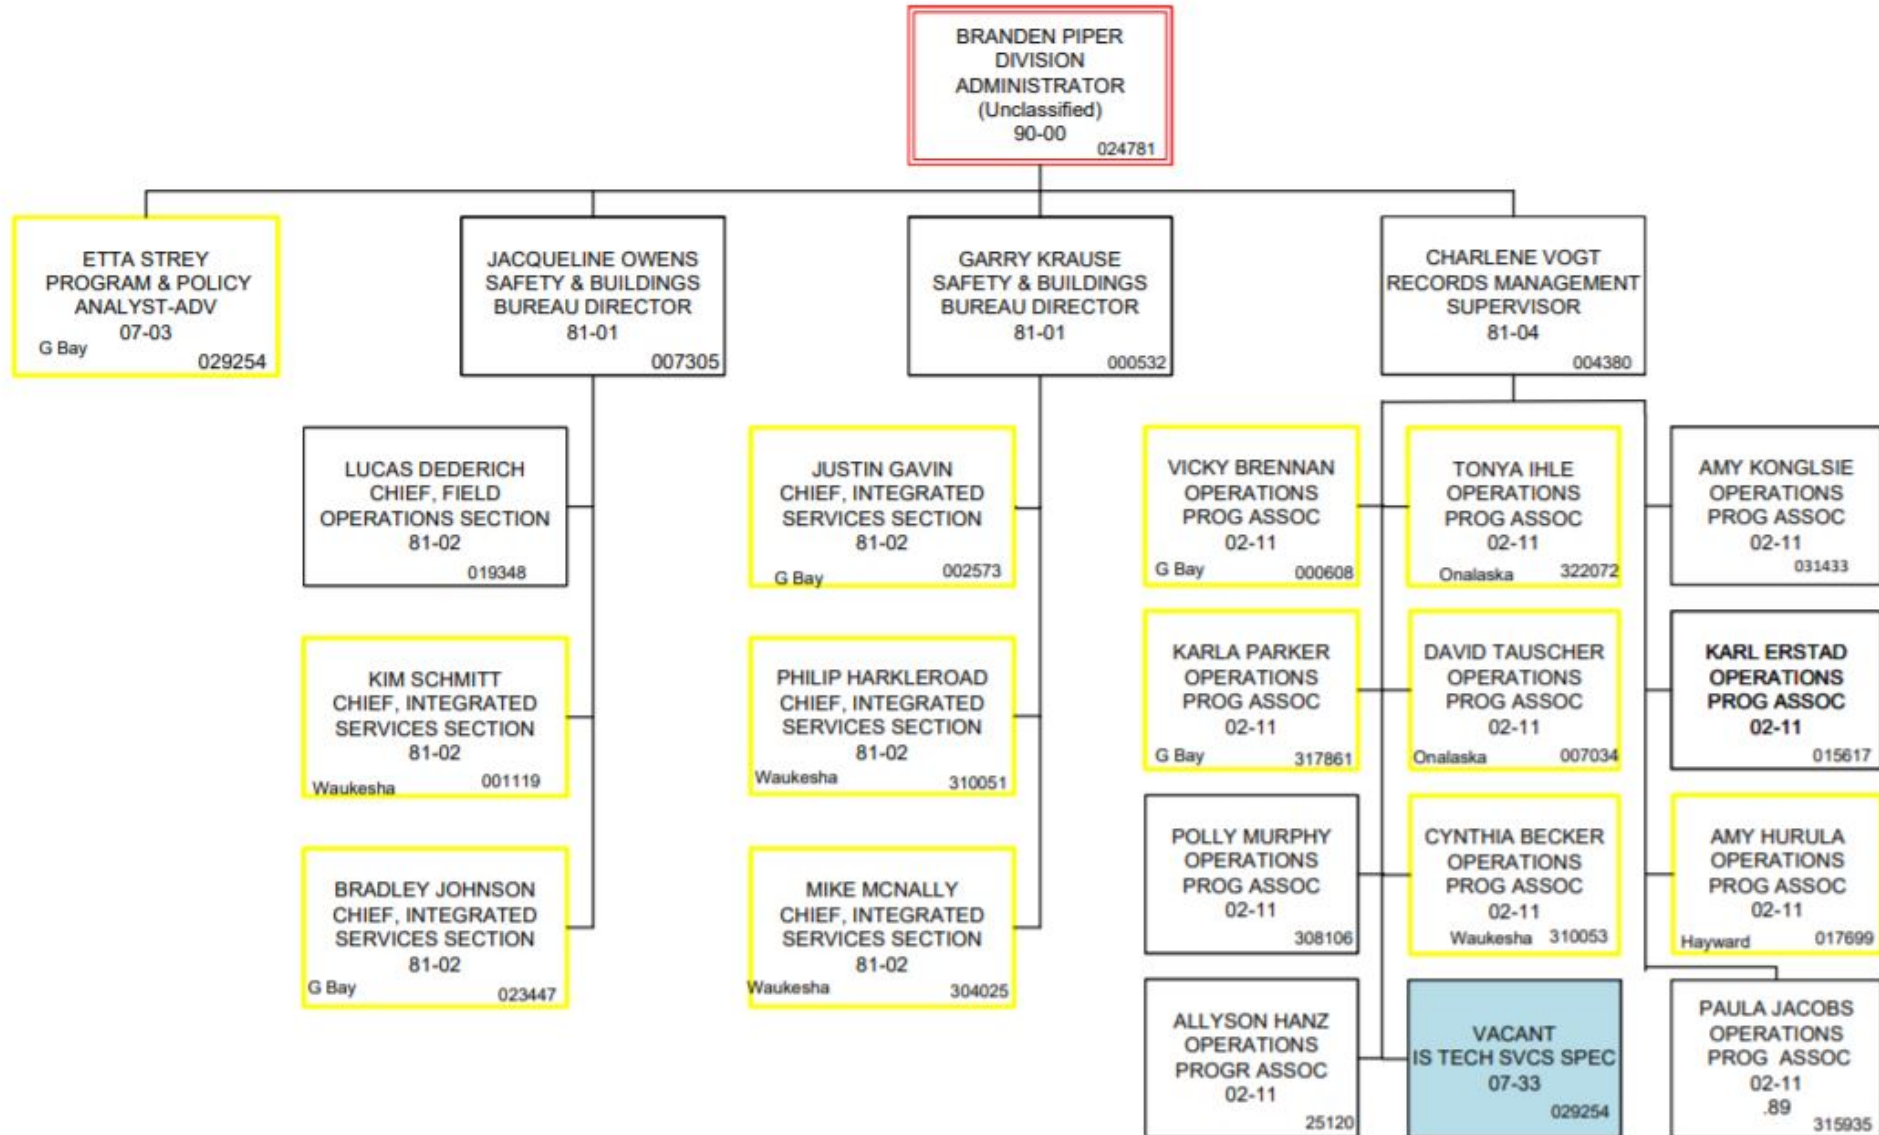 BRANDEN PIPER
DIVISION
ADMINISTRATOR
(Unclassified)
90-00
024781
ETTA STREY
PROGRAM & POLICY
ANALYST-ADV
07-03
G Bay
029254
JACQUELINE OWENS
SAFETY & BUILDINGS
BUREAU DIRECTOR
81-01
007305
GARRY KRAUSE
SAFETY & BUILDINGS
BUREAU DIRECTOR
81-01
000532
CHARLENE VOGT
RECORDS MANAGEMENT
SUPERVISOR
81-04
004380
LUCAS DEDERICH
CHIEF, FIELD
OPERATIONS SECTION
81-02
019348
KIM SCHMITT
CHIEF, INTEGRATED
SERVICES SECTION
81-02
Waukesha 001119
BRADLEY JOHNSON
CHIEF, INTEGRATED
SERVICES SECTION
81-02
G Bay 023447
JUSTIN GAVIN
CHIEF, INTEGRATED
SERVICES SECTION
81-02
G Bay 002573
PHILIP HARKLEROAD
CHIEF, INTEGRATED
SERVICES SECTION
81-02
Waukesha 310051
MIKE MCNALLY
CHIEF, INTEGRATED
SERVICES SECTION
81-02
Waukesha 304025
VICKY BRENNAN
OPERATIONS
PROG ASSOC
02-11
G Bay 000608
TONYA IHLE
OPERATIONS
PROG ASSOC
02-11
Onalaska 322072
AMY KONGLSIE
OPERATIONS
PROG ASSOC
02-11
031433
KARLA PARKER
OPERATIONS
PROG ASSOC
02-11
G Bay 317861
DAVID TAUSCHER
OPERATIONS
PROG ASSOC
02-11
Onalaska 007034
KARL ERSTAD
OPERATIONS
PROG ASSOC
02-11
015617
POLLY MURPHY
OPERATIONS
PROG ASSOC
02-11
308106
CYNTHIA BECKER
OPERATIONS
PROG ASSOC
02-11
Waukesha 310053
AMY HURULA
OPERATIONS
PROG ASSOC
02-11
Hayward 017699
ALLYSON HANZ
OPERATIONS
PROGR ASSOC
02-11
25120
VACANT
IS TECH SVCS SPEC
07-33
029254
PAULA JACOBS
OPERATIONS
PROG ASSOC
02-11
.89
315935